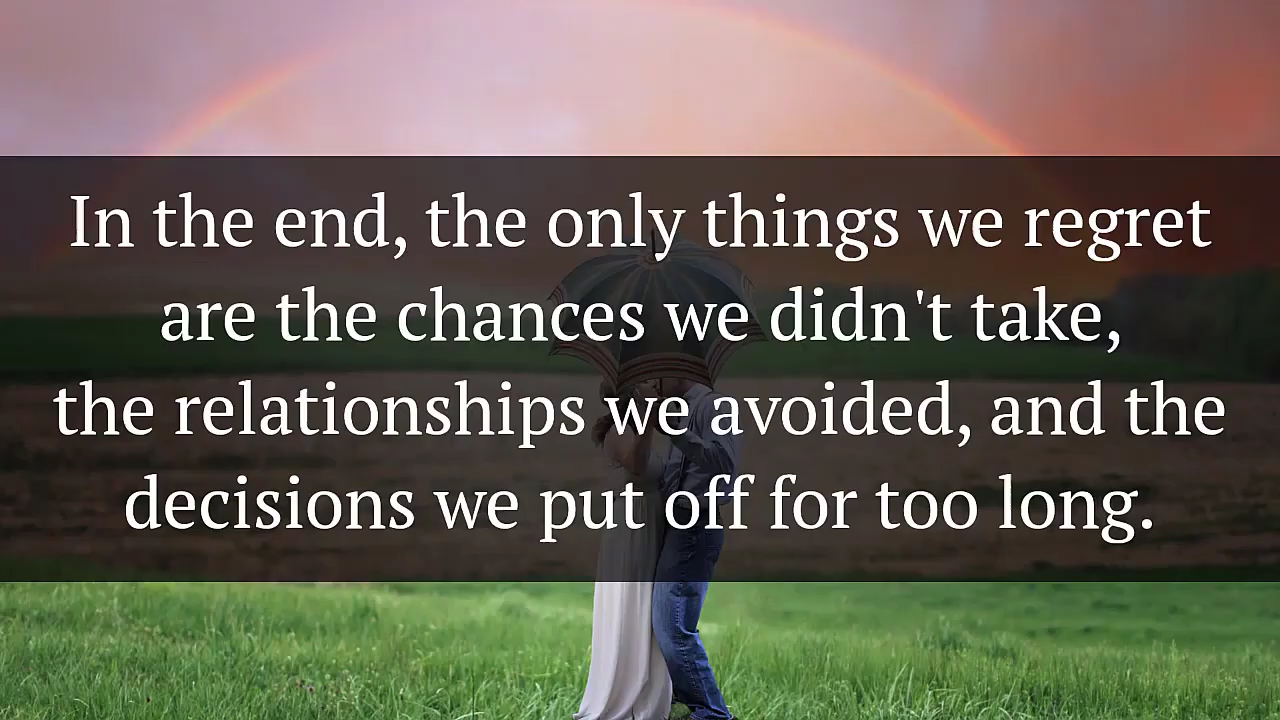 In the end, the only things we regret
are the chances we didn't take,
the relationships we avoided, and the
decisions we put off for too long.